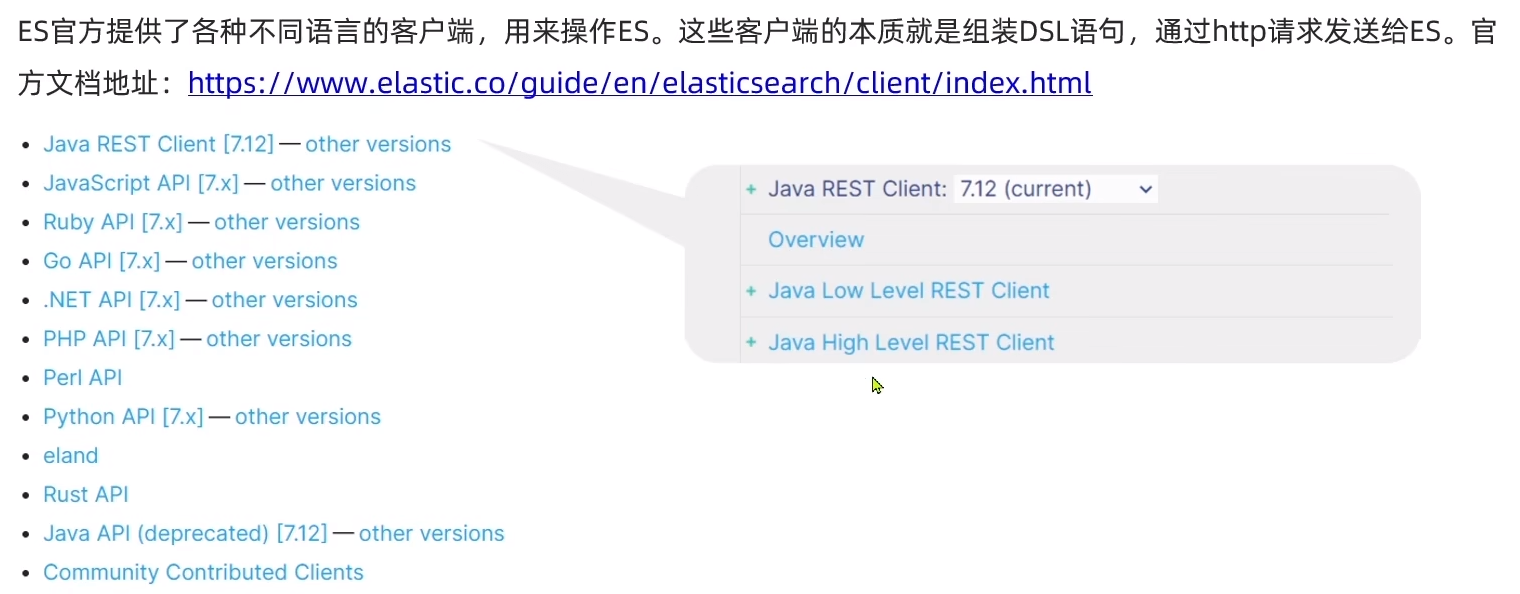 ES官方提供了各种不同语言的客户端，用来操作ES。这些客户端的本质就是组装DSL语句，通过http请求发送给ES。官
方文档地址：https://www.elastic.co/guide/en/elasticsearch/client/index.html
• Java REST Client [7.12] — other versions
• JavaScript API [7.x] — other versions
• Ruby API [7.x] — other versions
• Go API [7.x] — other versions
• .NET API [7.x] — other versions
• PHP API [7.x] — other versions
• Perl API
• Python API [7.x] — other versions
• eland
• Rust API
• Java API (deprecated) [7.12] — other versions
• Community Contributed Clients
+ Java REST Client: 7.12 (current)
Overview
+ Java Low Level REST Client
+ Java High Level REST Client